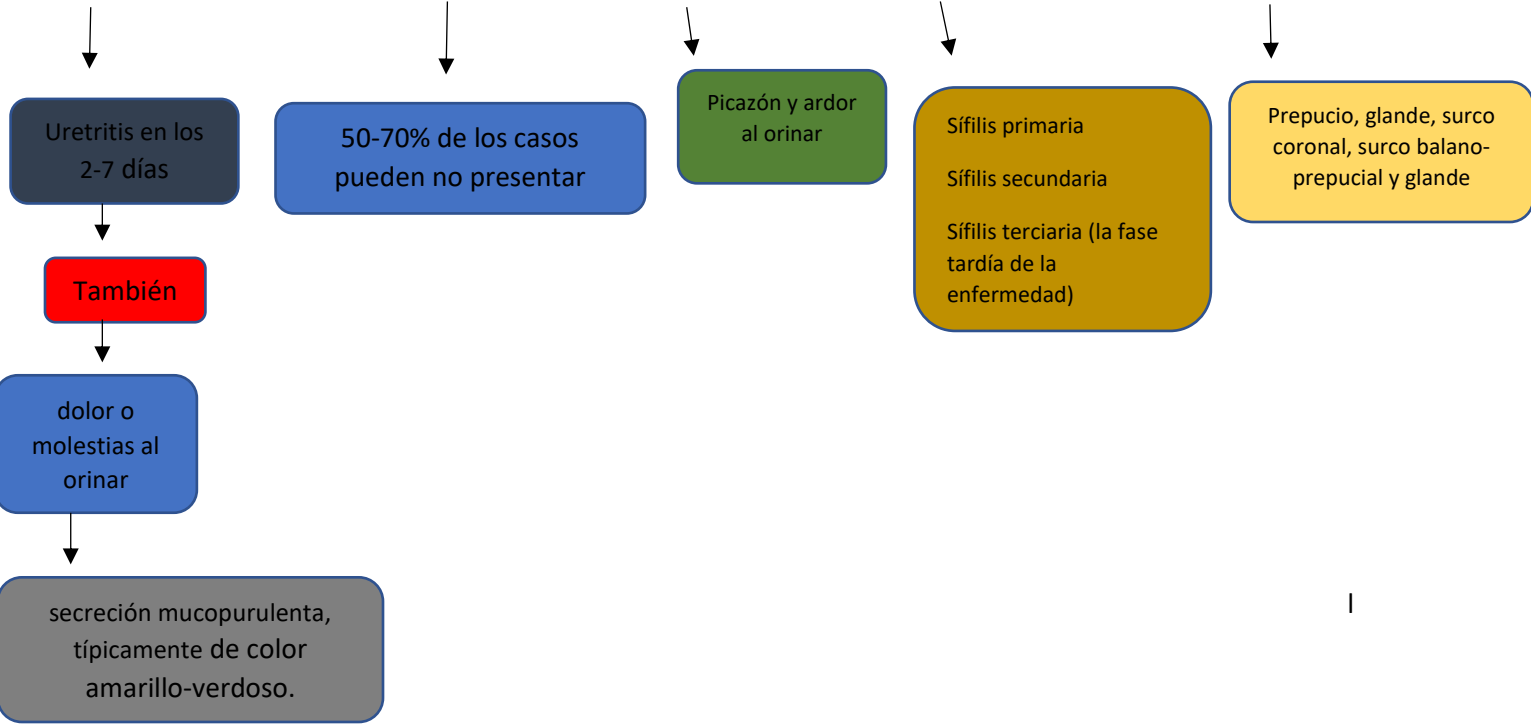 Uretritis en los
2-7 días
50-70% de los casos
pueden no presentar
Picazón y ardor
al orinar
Sífilis primaria
Sífilis secundaria
Sífilis terciaria (la fase
tardía de la
enfermedad)
Prepucio, glande, surco
coronal, surco balano-
prepucial y glande
También
dolor o
molestias al
orinar
secreción mucopurulenta,
típicamente de color
amarillo-verdoso.
l